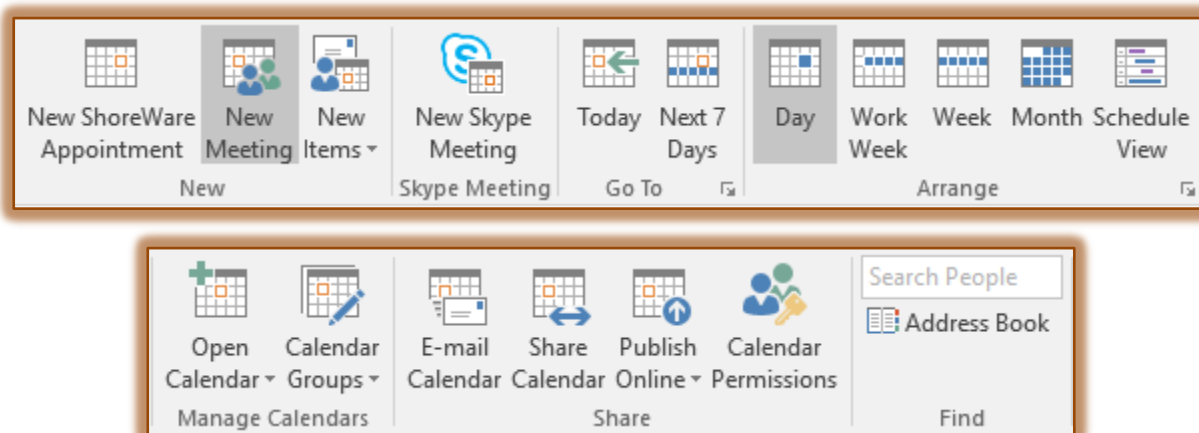 New ShoreWare New New New Skype Today Next 7 Day Work Week Month Schedule
Appointment Meeting Items Meeting Days Week View
New Skype Meeting Go To Arrange
Search People
Address Book
Open Calendar E-mail Share Publish Calendar
Calendar Groups Calendar Calendar Online Permissions
Manage Calendars Share Find